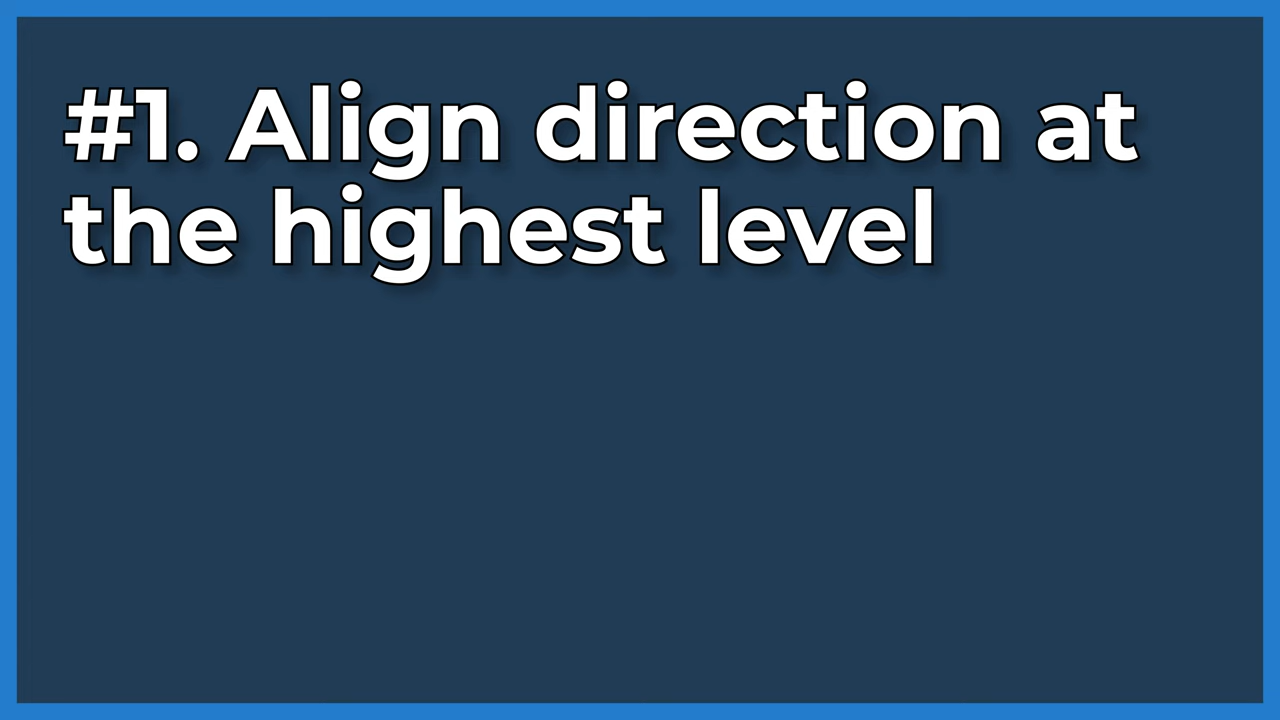 #1. Align direction at
the highest level